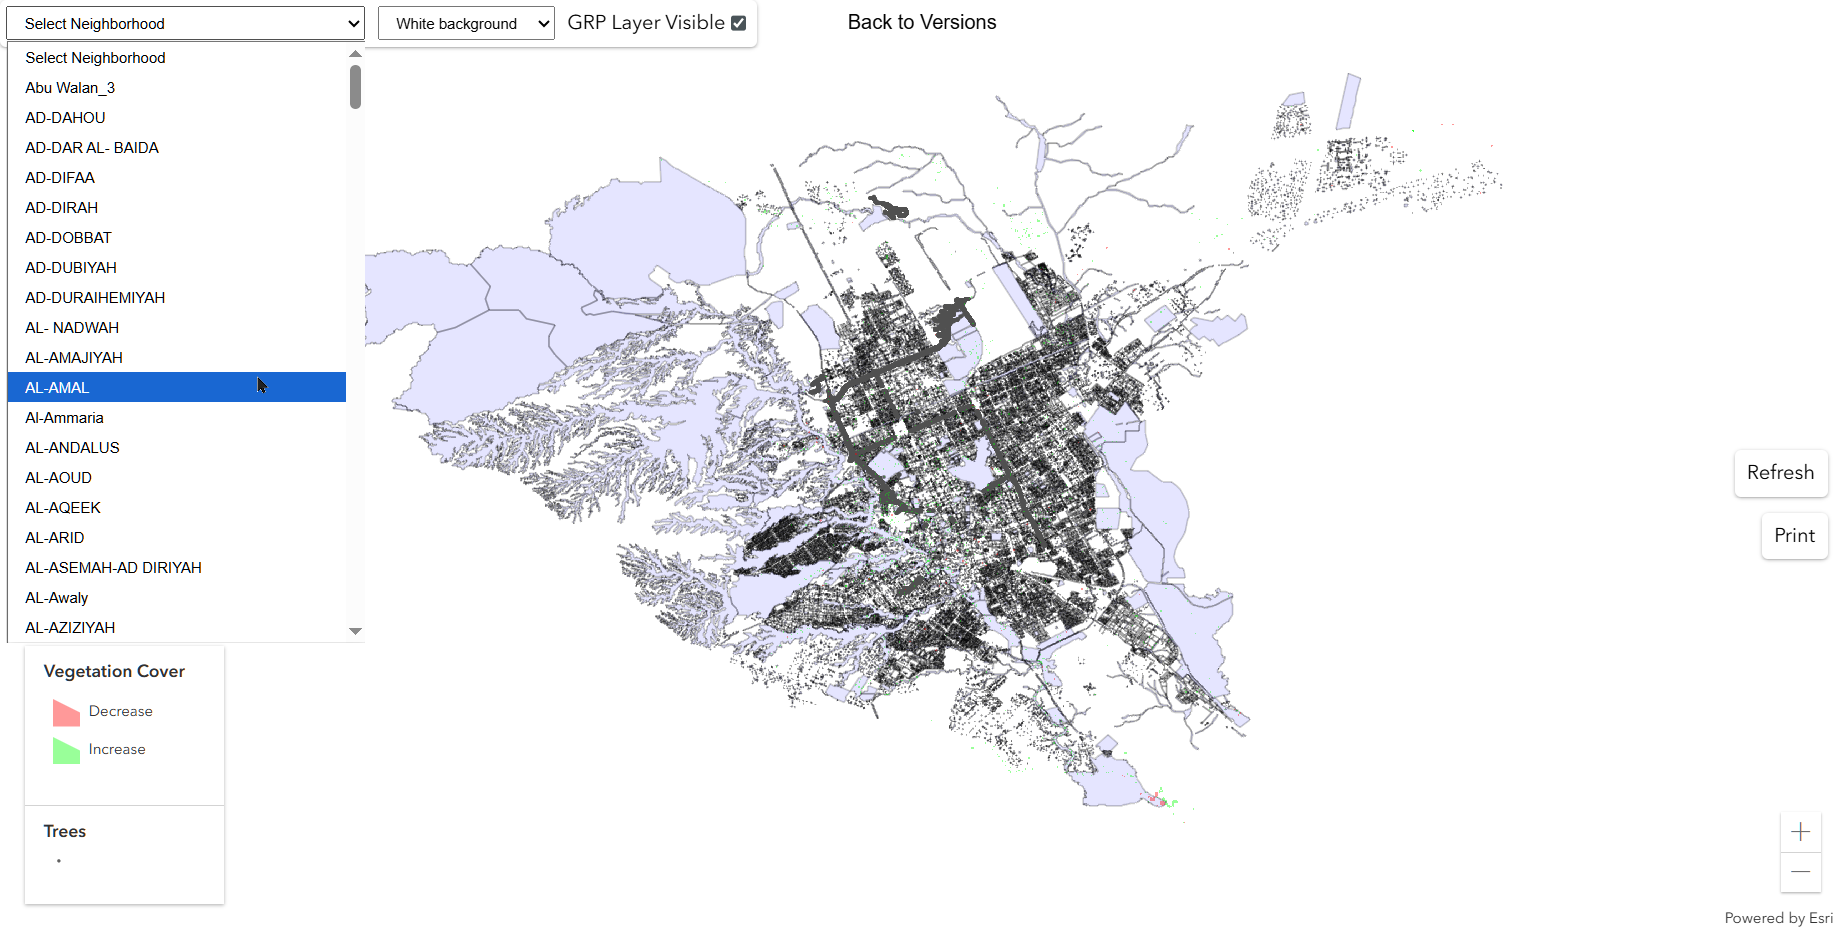 Select Neighborhood
White background
GRP Layer Visible
Back to Versions
Select Neighborhood
Abu Walan_3
AD-DAHOU
AD-DAR AL- BAIDA
AD-DIFAA
AD-DIRAH
AD-DOBBAT
AD-DUBIYAH
AD-DURAIHEMIYAH
AL- NADWAH
AL-AMAJIYAH
AL-AMAL
Al-Ammaria
AL-ANDALUS
AL-AOUD
AL-AQEEK
AL-ARID
AL-ASEMAH-AD DIRIYAH
AL-Awaly
AL-AZIZIYAH
Vegetation Cover
Decrease
Increase
Trees
Refresh
Print
Powered by Esri